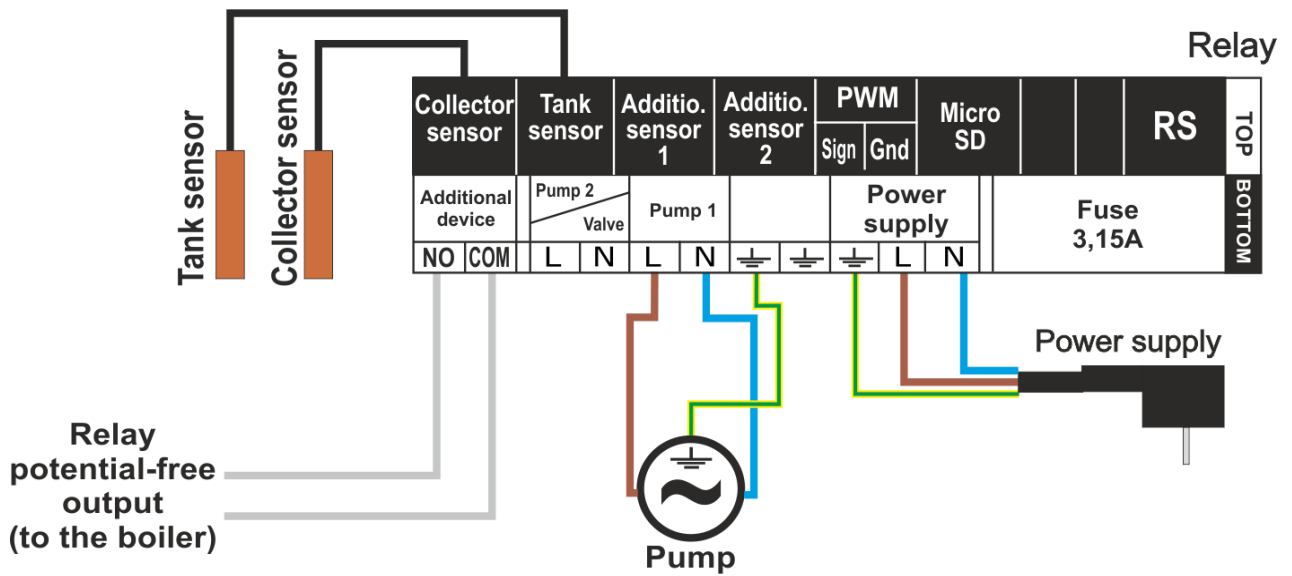 Relay
Tank sensor
Collector sensor
Collector
sensor
Tank
sensor
Additio.
sensor
1
Additio.
sensor
2
PWM
Sign
Gnd
Micro
SD
RS
TOP
Additional
device
Pump 2
Valve
Pump 1
Power
supply
Fuse
3,15A
BOTTOM
NO COM L N L N L N
Power supply
Relay
potential-free
output
(to the boiler)
Pump